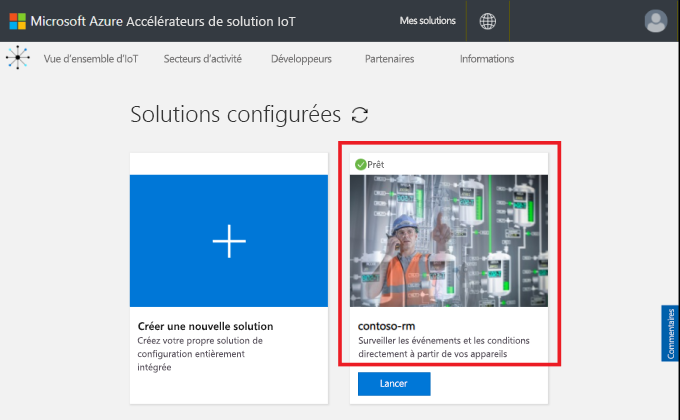 Microsoft Azure Accélérateurs de solution IoT
Mes solutions
Vue d'ensemble d'IoT
Secteurs d'activité
Développeurs
Partenaires
Informations
Solutions configurées
Prêt
Créer une nouvelle solution
Créez votre propre solution de
configuration entièrement
intégrée
contoso-rm
Surveiller les événements et les conditions
directement à partir de vos appareils
Lancer
Commentaires